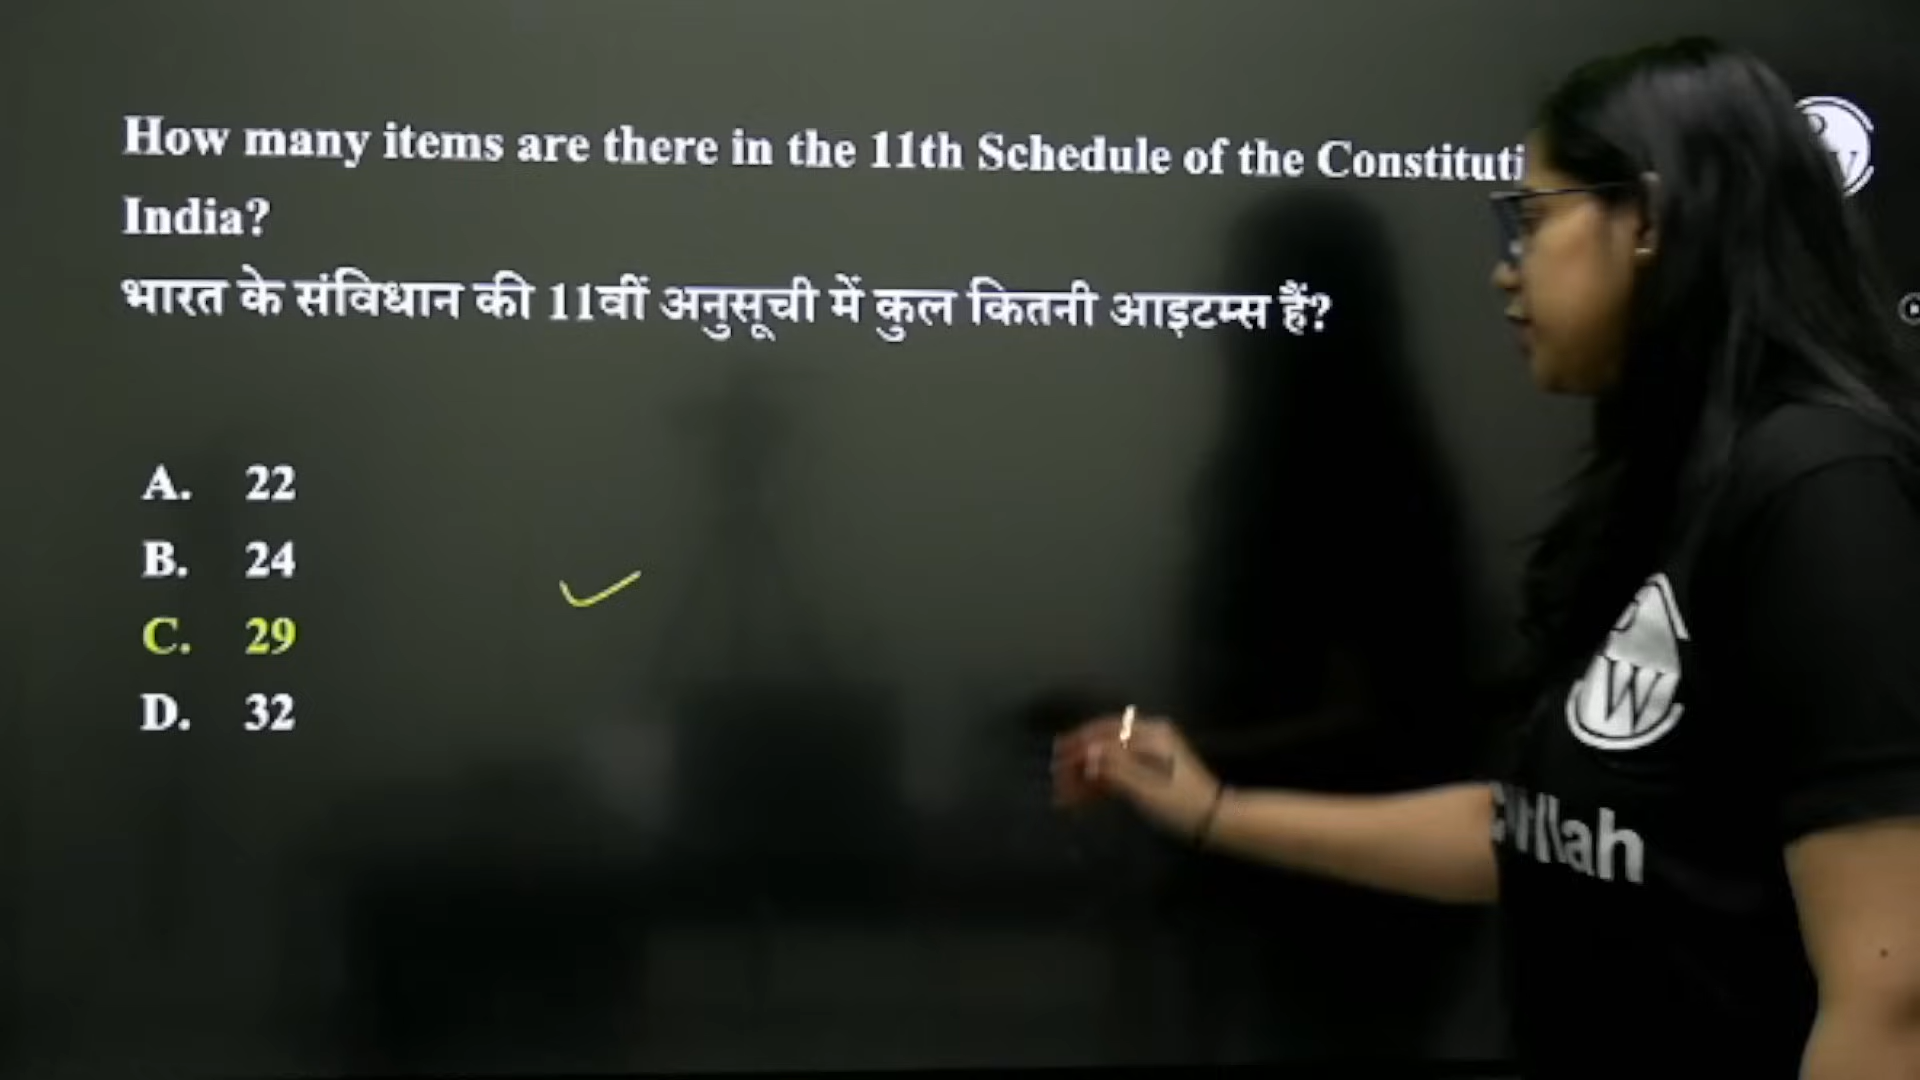 How many items are there in the 11th Schedule of the Constituti
India?
भारत के संविधान की 11वीं अनुसूची में कुल कितनी आइटम्स हैं?
A. 22
B. 24
C. 29
D. 32
W
llah